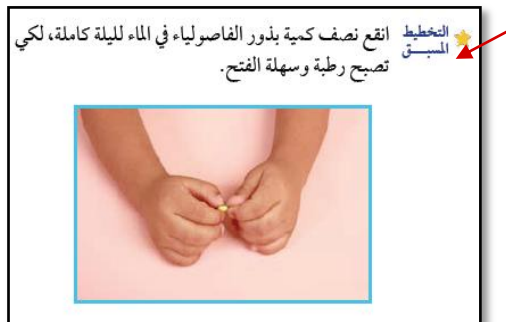 التخطيط المسبق
انقع نصف كمية بذور الفاصولياء في الماء لليلة كاملة، لكي
تصبح رطبة وسهلة الفتح.